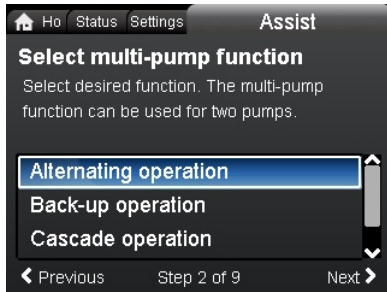 Ho Status Settings Assist
Select multi-pump function
Select desired function. The multi-pump
function can be used for two pumps.
Alternating operation
Back-up operation
Cascade operation
Previous Step 2 of 9 Next